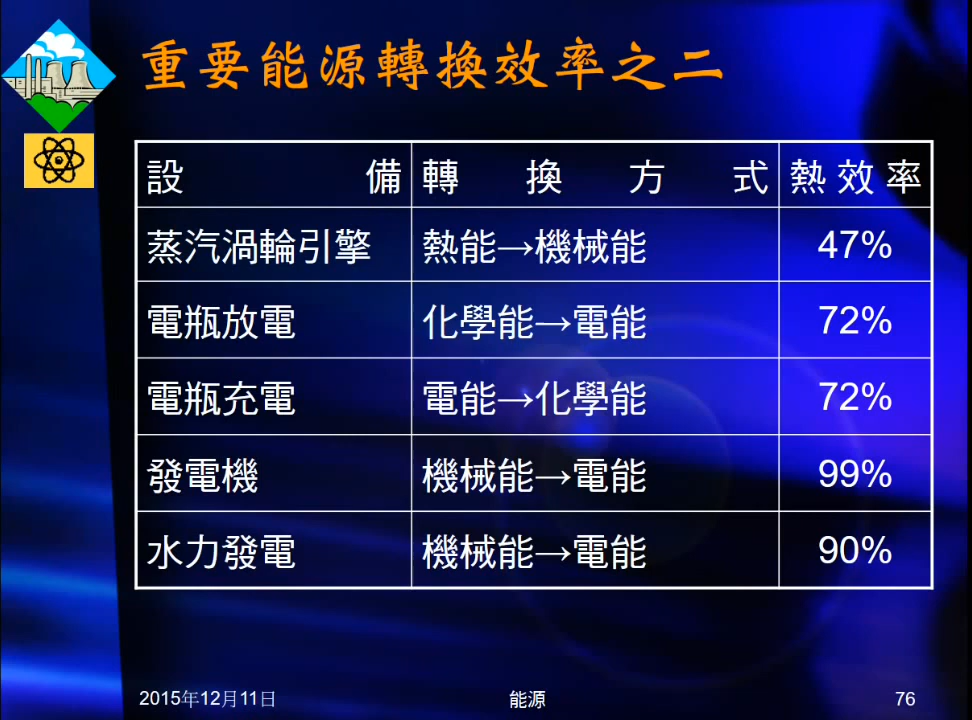 重要能源轉換效率之二
設備 轉換方式 熱效率
蒸汽渦輪引擎 熱能→機械能 47%
電瓶放電 化學能→電能 72%
電瓶充電 電能→化學能 72%
發電機 機械能→電能 99%
水力發電 機械能→電能 90%
2015年12月11日 能源 76